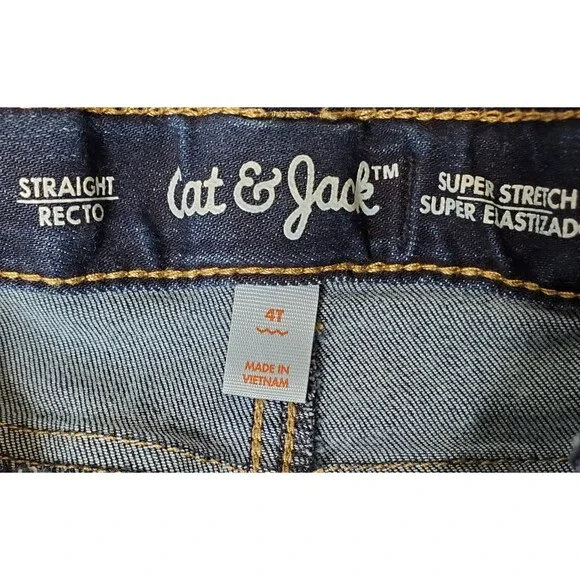 STRAIGHT
RECTO
Cat & Jack™
SUPER STRETCH
SUPER ELASTIZADO
4T
MADE IN
VIETNAM